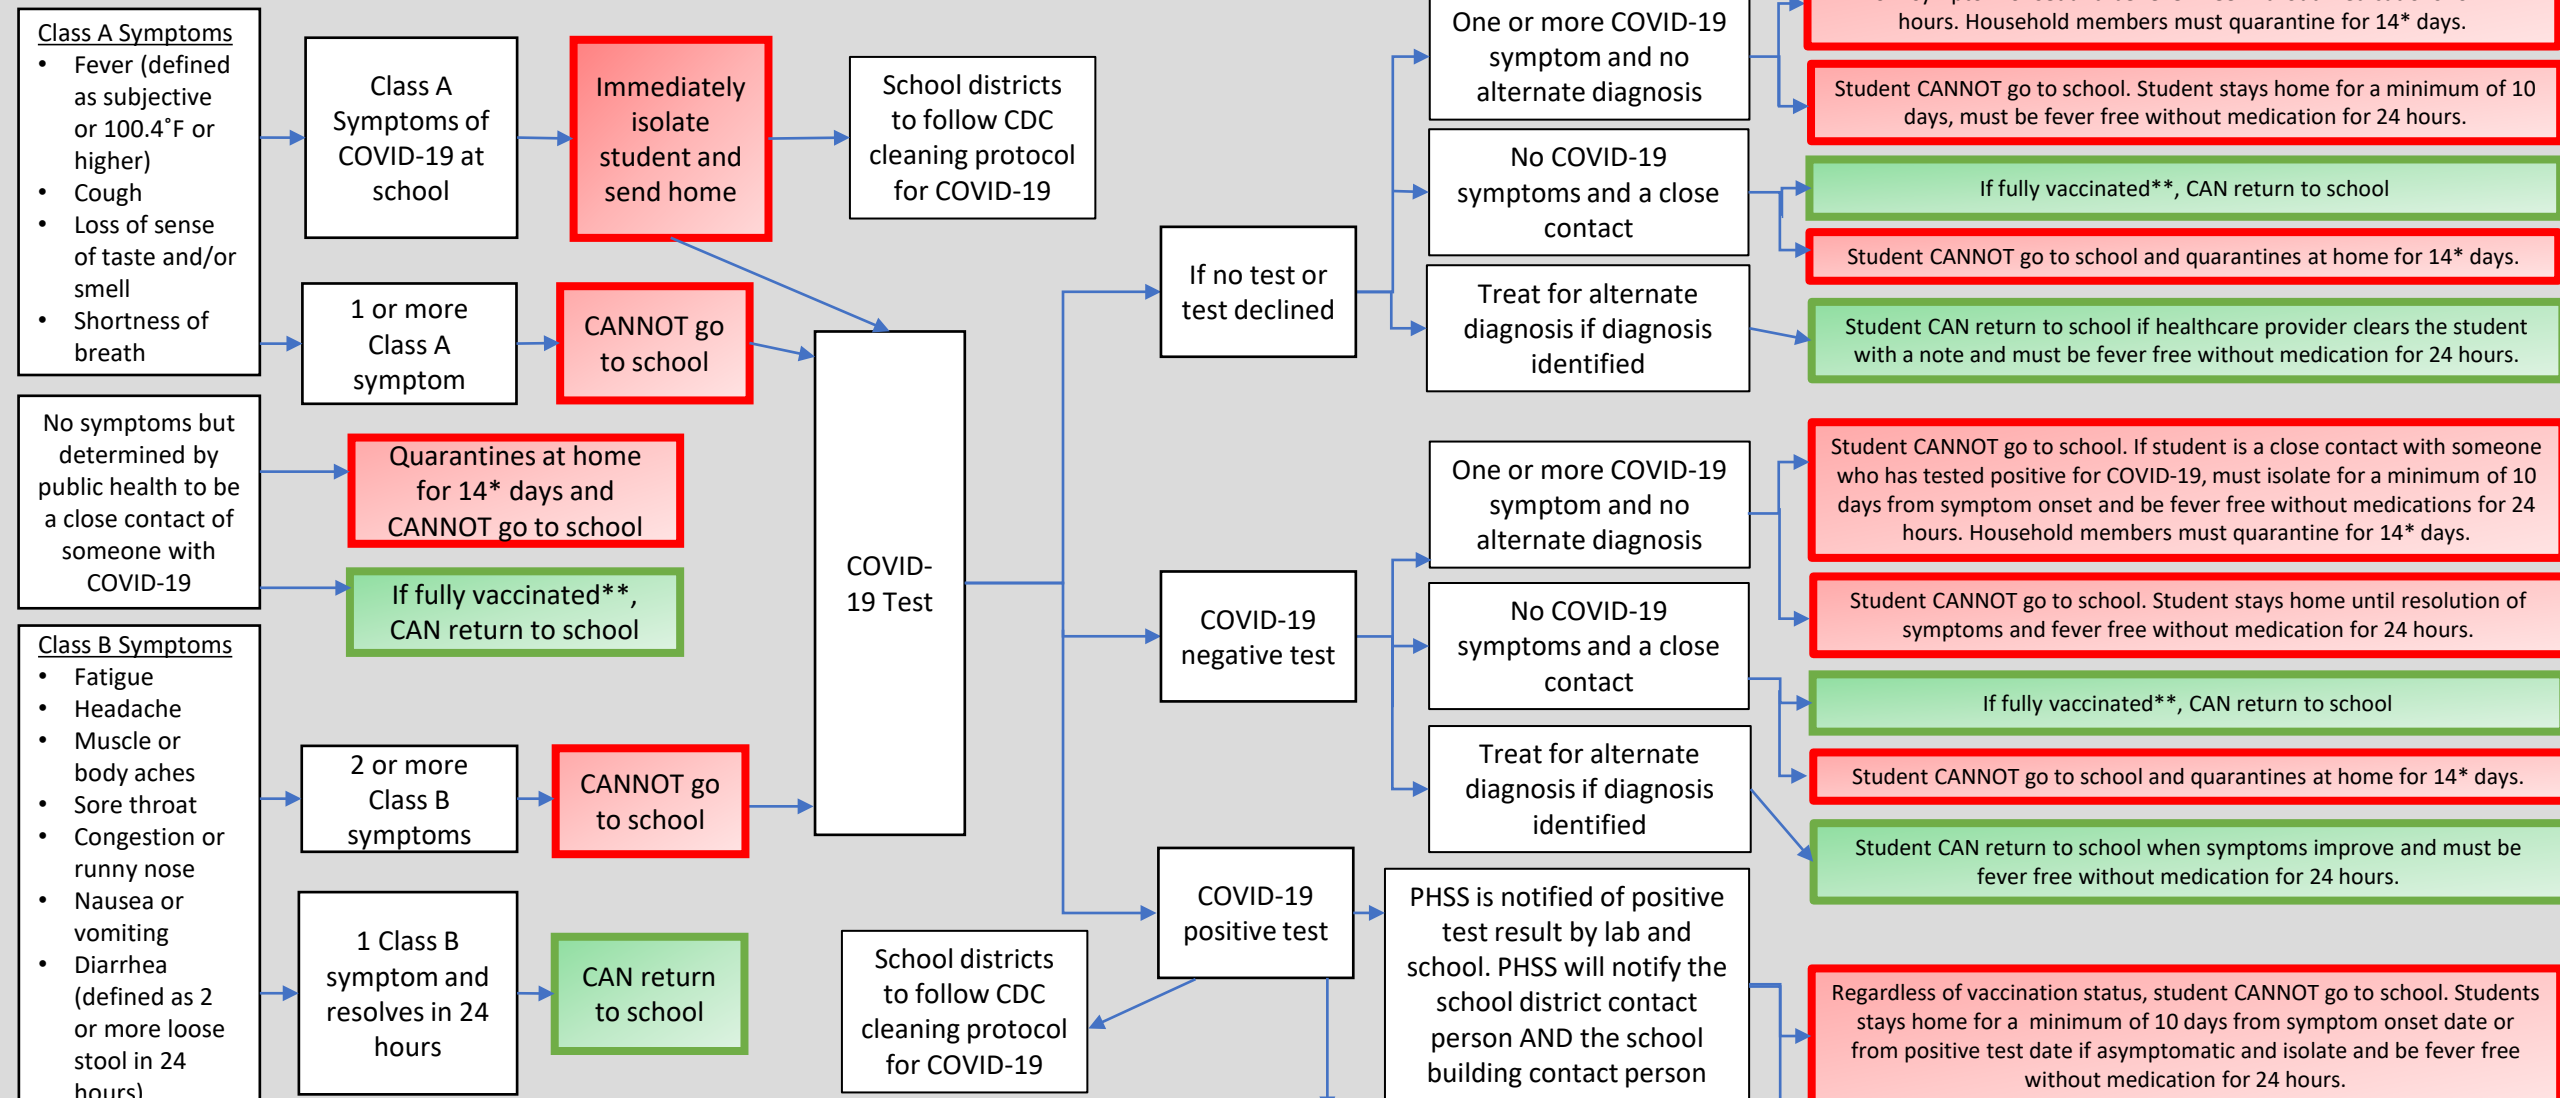 Class A Symptoms
• Fever (defined
as subjective
or 100.4˚F or
higher)
• Cough
• Loss of sense
of taste and/or
smell
• Shortness of
breath
Class A
Symptoms of
COVID-19 at
school
Immediately
isolate
student and
send home
School districts
to follow CDC
cleaning protocol
for COVID-19
1 or more
Class A
symptom
CANNOT go
to school
No symptoms but
determined by
public health to be
a close contact of
someone with
COVID-19
Quarantines at home
for 14* days and
CANNOT go to school
If fully vaccinated**,
CAN return to school
Class B Symptoms
• Fatigue
• Headache
• Muscle or
body aches
• Sore throat
• Congestion or
runny nose
• Nausea or
vomiting
• Diarrhea
(defined as 2
or more loose
stool in 24
hours)
2 or more
Class B
symptoms
CANNOT go
to school
1 Class B
symptom and
resolves in 24
hours
CAN return
to school
COVID-
19 Test
If no test or
test declined
One or more COVID-19
symptom and no
alternate diagnosis
hours. Household members must quarantine for 14* days.
Student CANNOT go to school. Student stays home for a minimum of 10
days, must be fever free without medication for 24 hours.
No COVID-19
symptoms and a close
contact
If fully vaccinated**, CAN return to school
Student CANNOT go to school and quarantines at home for 14* days.
Treat for alternate
diagnosis if diagnosis
identified
Student CAN return to school if healthcare provider clears the student
with a note and must be fever free without medication for 24 hours.
COVID-19
negative test
One or more COVID-19
symptom and no
alternate diagnosis
Student CANNOT go to school. If student is a close contact with someone
who has tested positive for COVID-19, must isolate for a minimum of 10
days from symptom onset and be fever free without medications for 24
hours. Household members must quarantine for 14* days.
Student CANNOT go to school. Student stays home until resolution of
symptoms and fever free without medication for 24 hours.
No COVID-19
symptoms and a close
contact
If fully vaccinated**, CAN return to school
Student CANNOT go to school and quarantines at home for 14* days.
Treat for alternate
diagnosis if diagnosis
identified
Student CAN return to school when symptoms improve and must be
fever free without medication for 24 hours.
COVID-19
positive test
School districts
to follow CDC
cleaning protocol
for COVID-19
PHSS is notified of positive
test result by lab and
school. PHSS will notify the
school district contact
person AND the school
building contact person
Regardless of vaccination status, student CANNOT go to school. Students
stays home for a  minimum of 10 days from symptom onset date or
from positive test date if asymptomatic and isolate and be fever free
without medication for 24 hours.